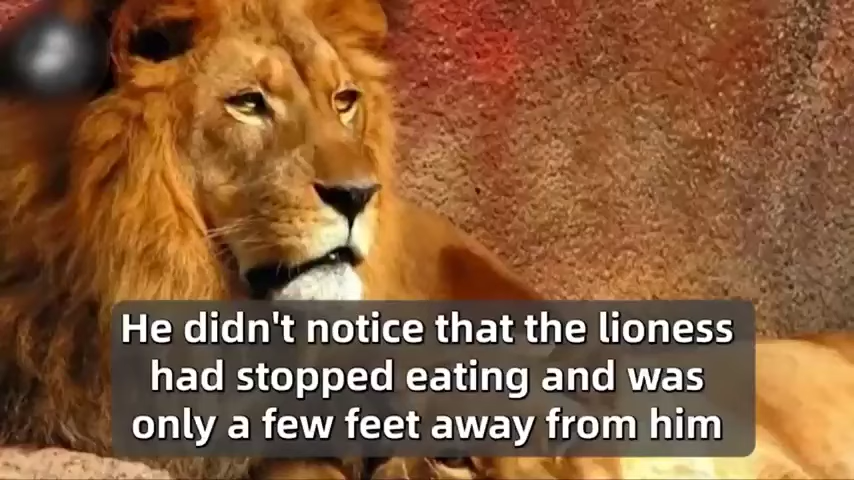 He didn't notice that the lioness
had stopped eating and was
only a few feet away from him